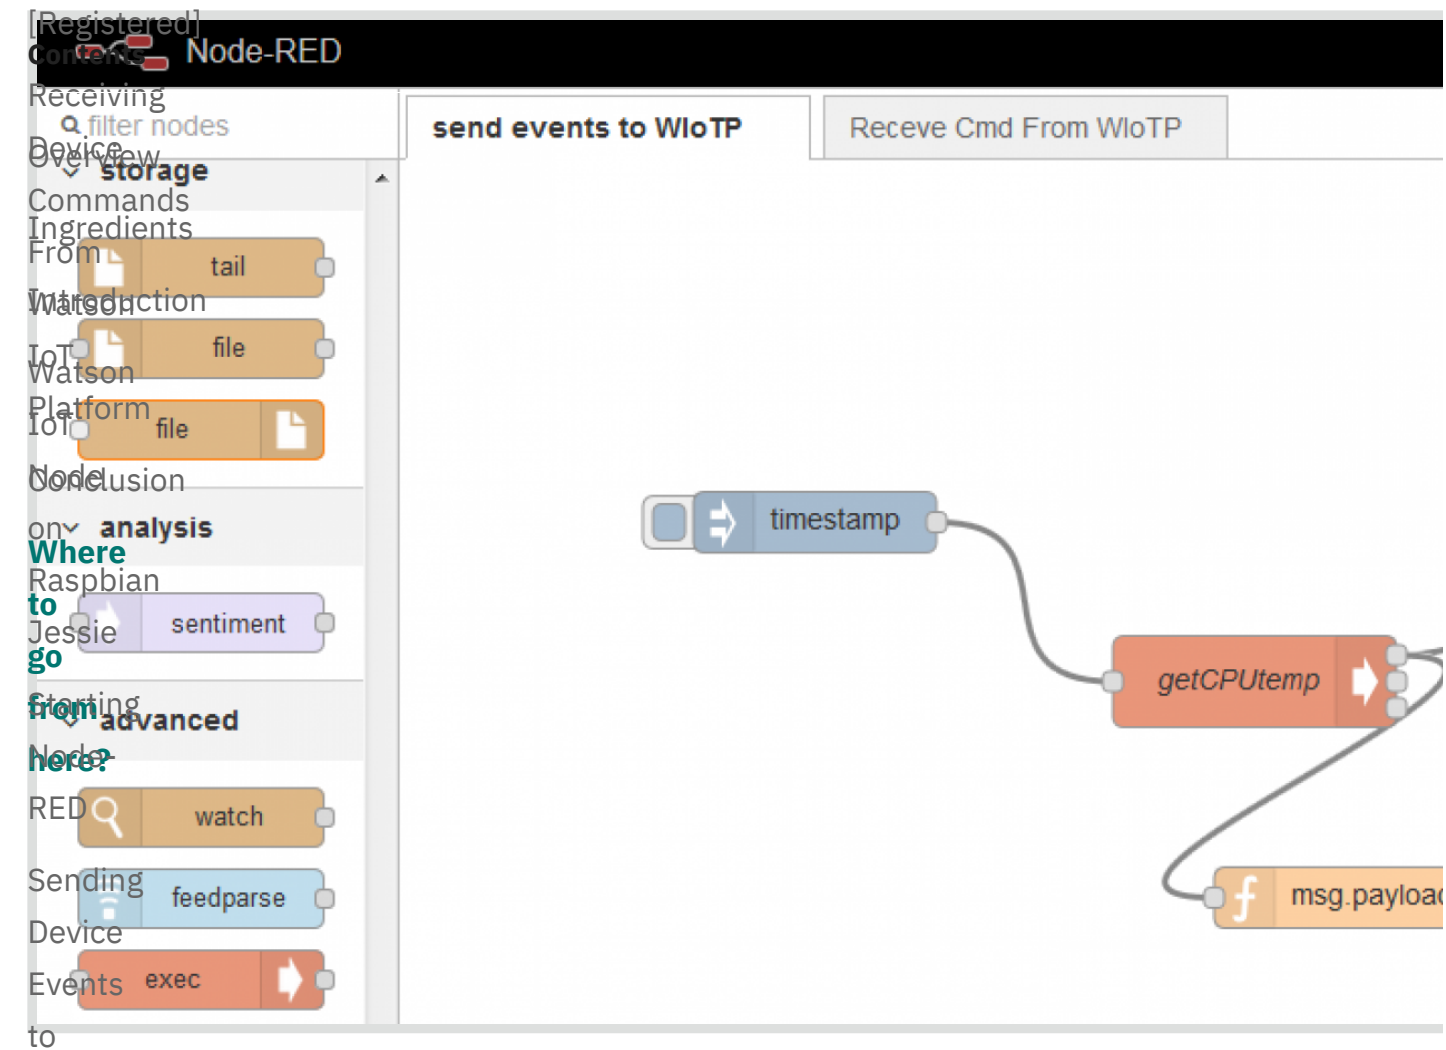 [Registered]
Contents
Node-RED
Receiving
filter nodes
send events to WIoTP
Receve Cmd From WIoTP
Device
Overview
storage
Commands
Ingredients
From
tail
Introduction
Watson
file
IoT
Watson
Platform
IoT
file
Node
Conclusion
on
analysis
timestamp
Where
Raspbian
to
sentiment
Jessie
go
getCPUtemp
Starting
from
advanced
Node-
here?
RED
watch
Sending
feedparse
msg.payload
Device
Events
exec
to